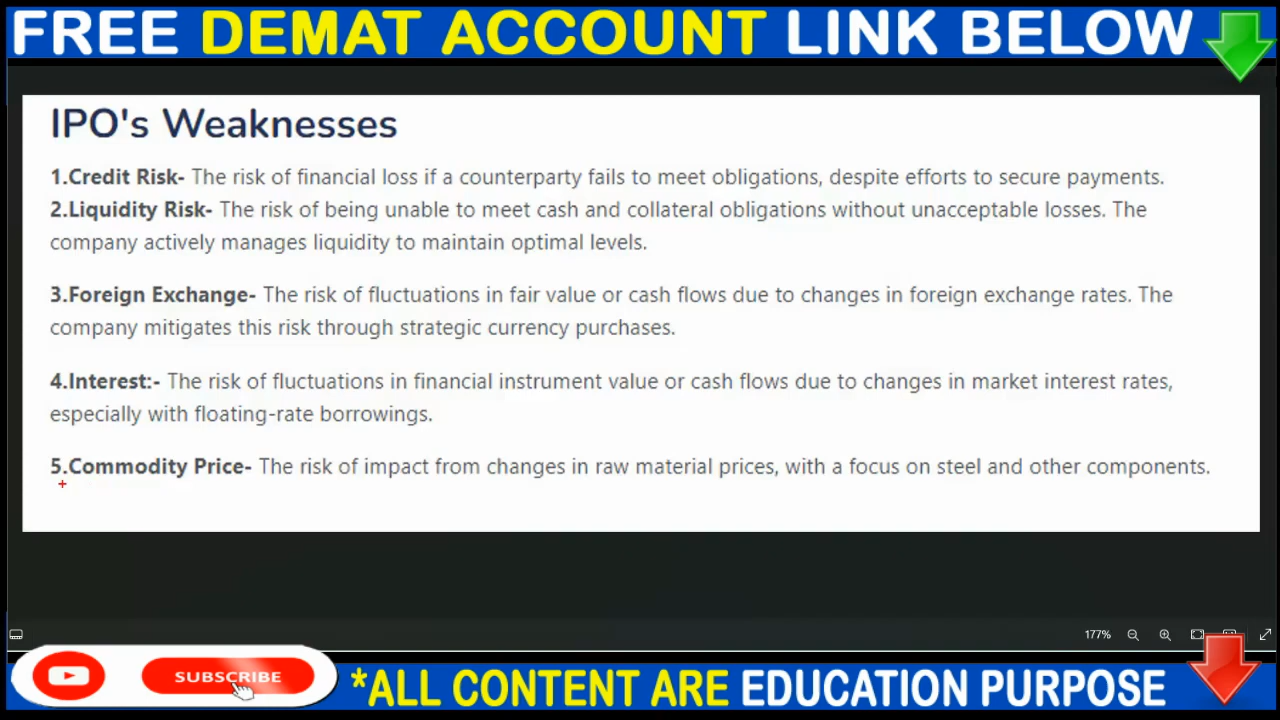 FREE DEMAT ACCOUNT LINK BELOW
IPO's Weaknesses
1.Credit Risk- The risk of financial loss if a counterparty fails to meet obligations, despite efforts to secure payments.
2.Liquidity Risk- The risk of being unable to meet cash and collateral obligations without unacceptable losses. The
company actively manages liquidity to maintain optimal levels.
3.Foreign Exchange- The risk of fluctuations in fair value or cash flows due to changes in foreign exchange rates. The
company mitigates this risk through strategic currency purchases.
4.Interest:- The risk of fluctuations in financial instrument value or cash flows due to changes in market interest rates,
especially with floating-rate borrowings.
5.Commodity Price- The risk of impact from changes in raw material prices, with a focus on steel and other components.
177%
SUBSCRIBE
*ALL CONTENT ARE EDUCATION PURPOSE